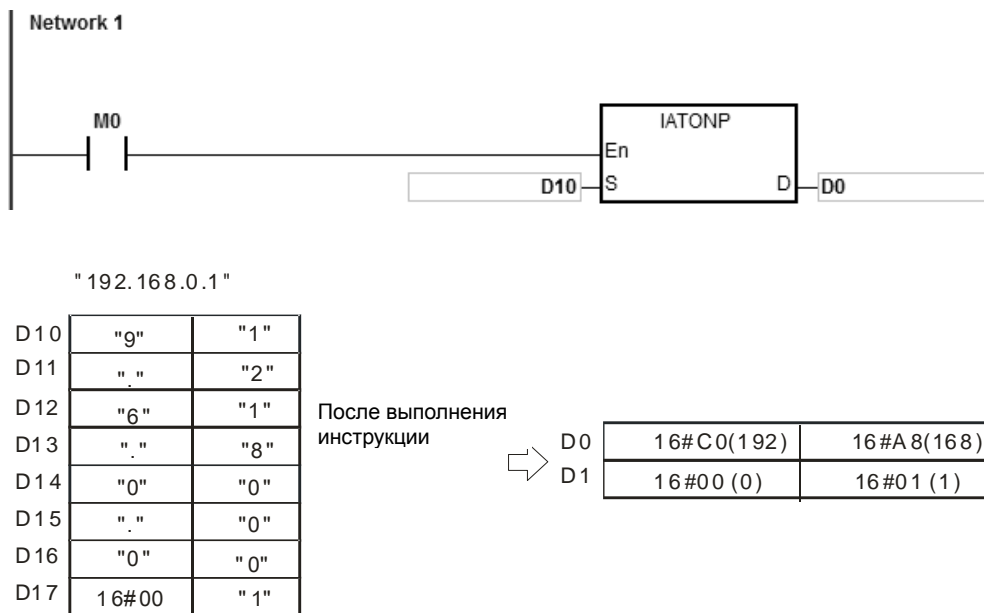 Network 1
M0
IATONP
En
D10 S D D0
"192.168.0.1"
D10 "9" "1"
D11 "." "2"
D12 "6" "1"
D13 "." "8"
D14 "0" "0"
D15 "." "0"
D16 "0" "0"
D17 16#00 "1"
После выполнения
инструкции
D0 16#C0(192) 16#A8(168)
D1 16#00 (0) 16#01 (1)